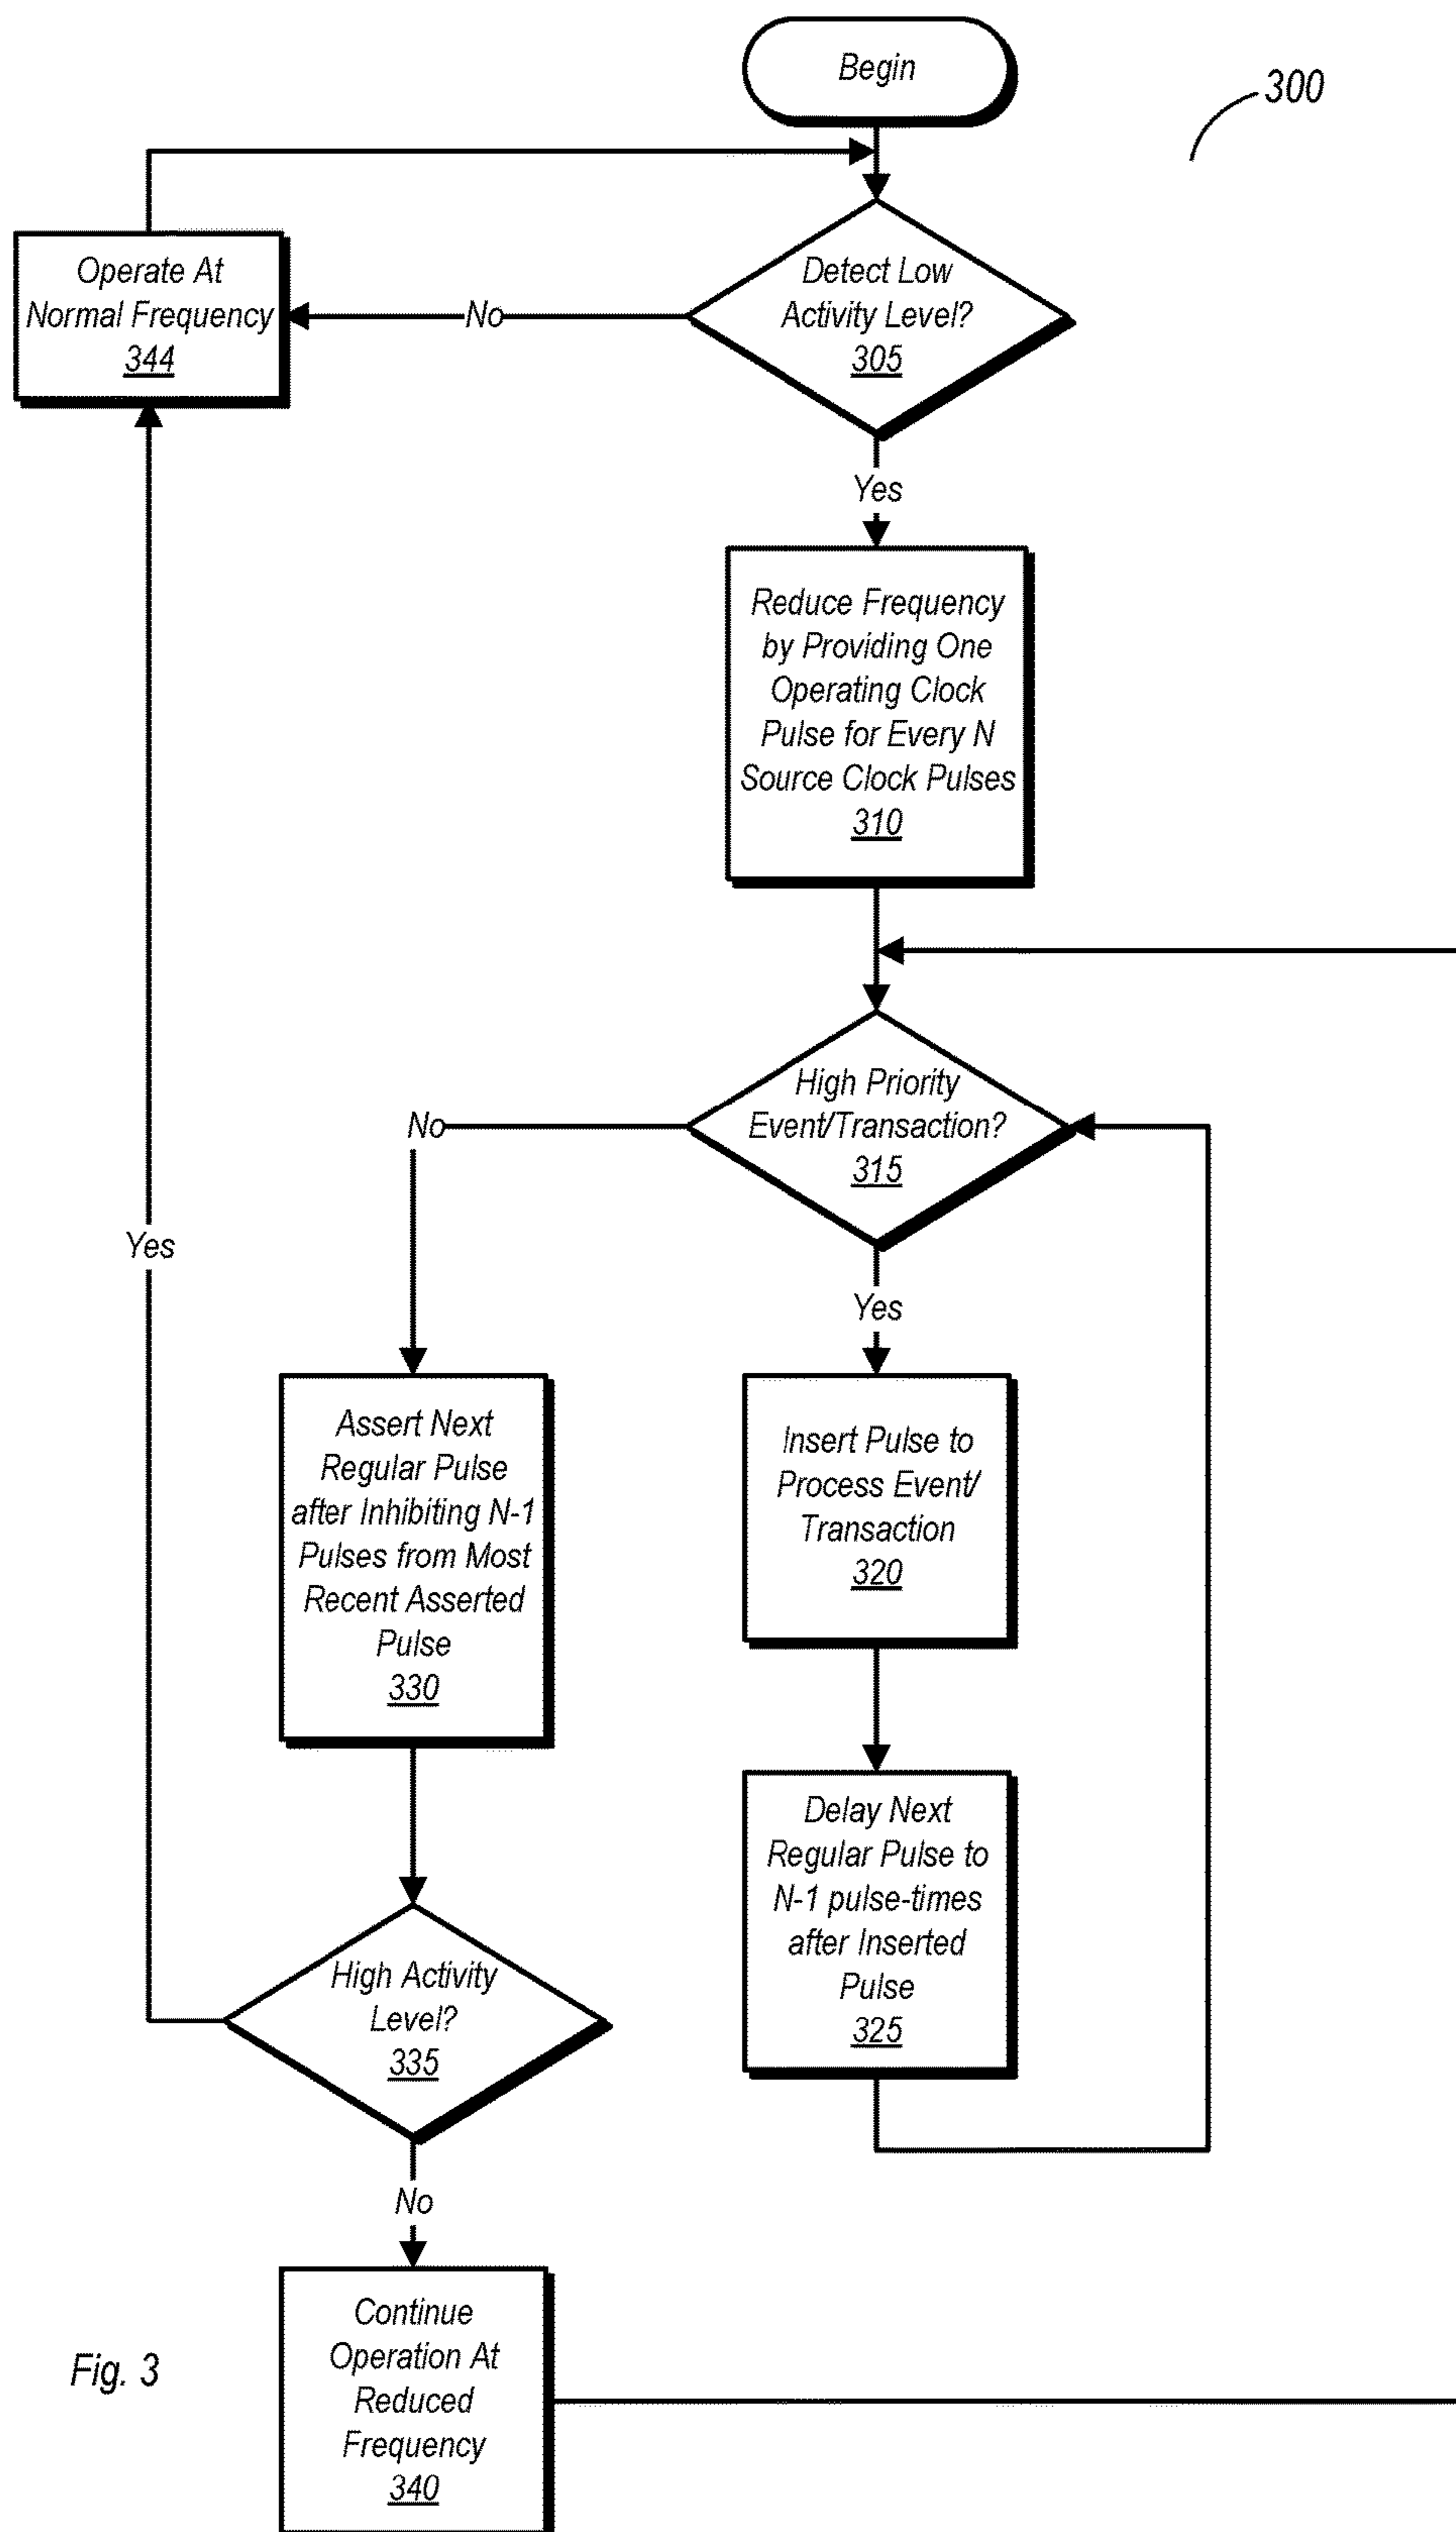 Begin
300
Operate At
Normal Frequency
344
No
Detect Low
Activity Level?
305
Yes
Reduce Frequency
by Providing One
Operating Clock
Pulse for Every N
Source Clock Pulses
310
High Priority
Event/Transaction?
315
No
Yes
Yes
Assert Next
Regular Pulse
after Inhibiting N-1
Pulses from Most
Recent Asserted
Pulse
330
Insert Pulse to
Process Event/
Transaction
320
Delay Next
Regular Pulse to
N-1 pulse-times
after Inserted
Pulse
325
High Activity
Level?
335
No
Continue
Operation At
Reduced
Frequency
340
Fig. 3